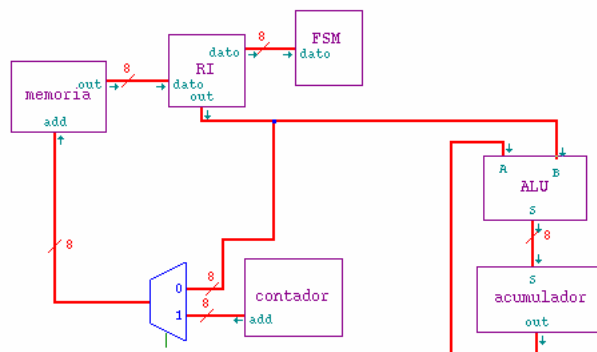 8
FSM
dato
dato
8
RI
out
dato
memoria
out
add
A
B
ALU
S
8
8
0
8
1
8
contador
add
S
acumulador
out